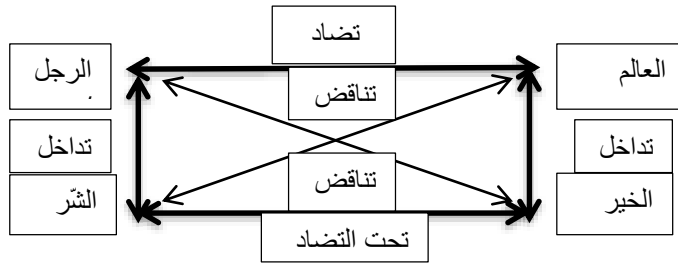 تضاد
العالم
الرجل
تناقض
تداخل
تداخل
تناقض
الخير
الشّر
تحت التضاد